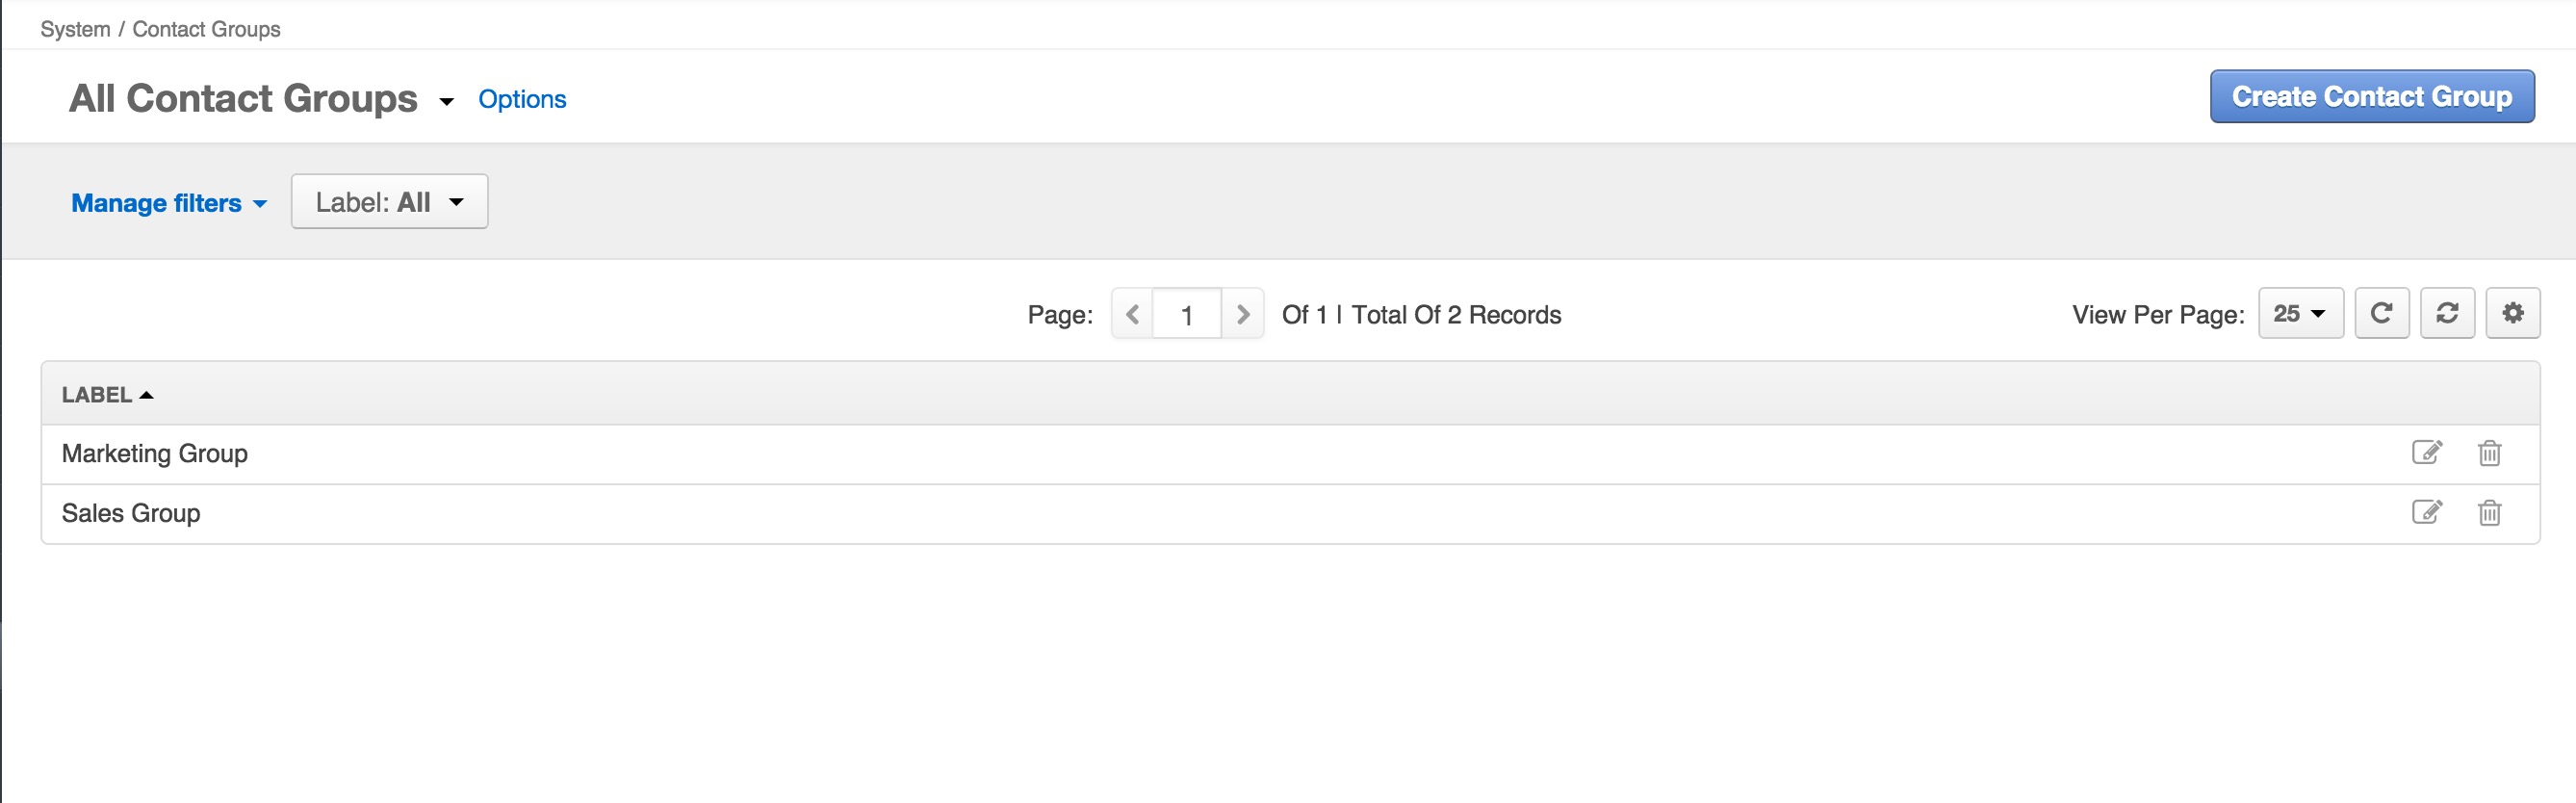 System / Contact Groups
All Contact Groups Options Create Contact Group
Manage filters Label: All
Page: 1 Of 1 | Total Of 2 Records View Per Page: 25
LABEL
Marketing Group
Sales Group